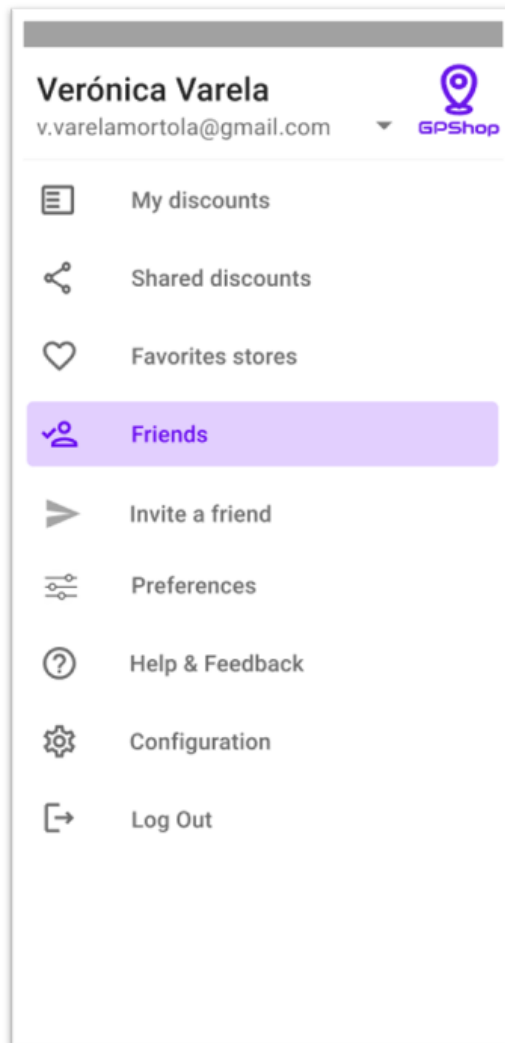 Verónica Varela
v.varelamortola@gmail.com
GPShop
My discounts
Shared discounts
Favorites stores
Friends
Invite a friend
Preferences
Help & Feedback
Configuration
Log Out